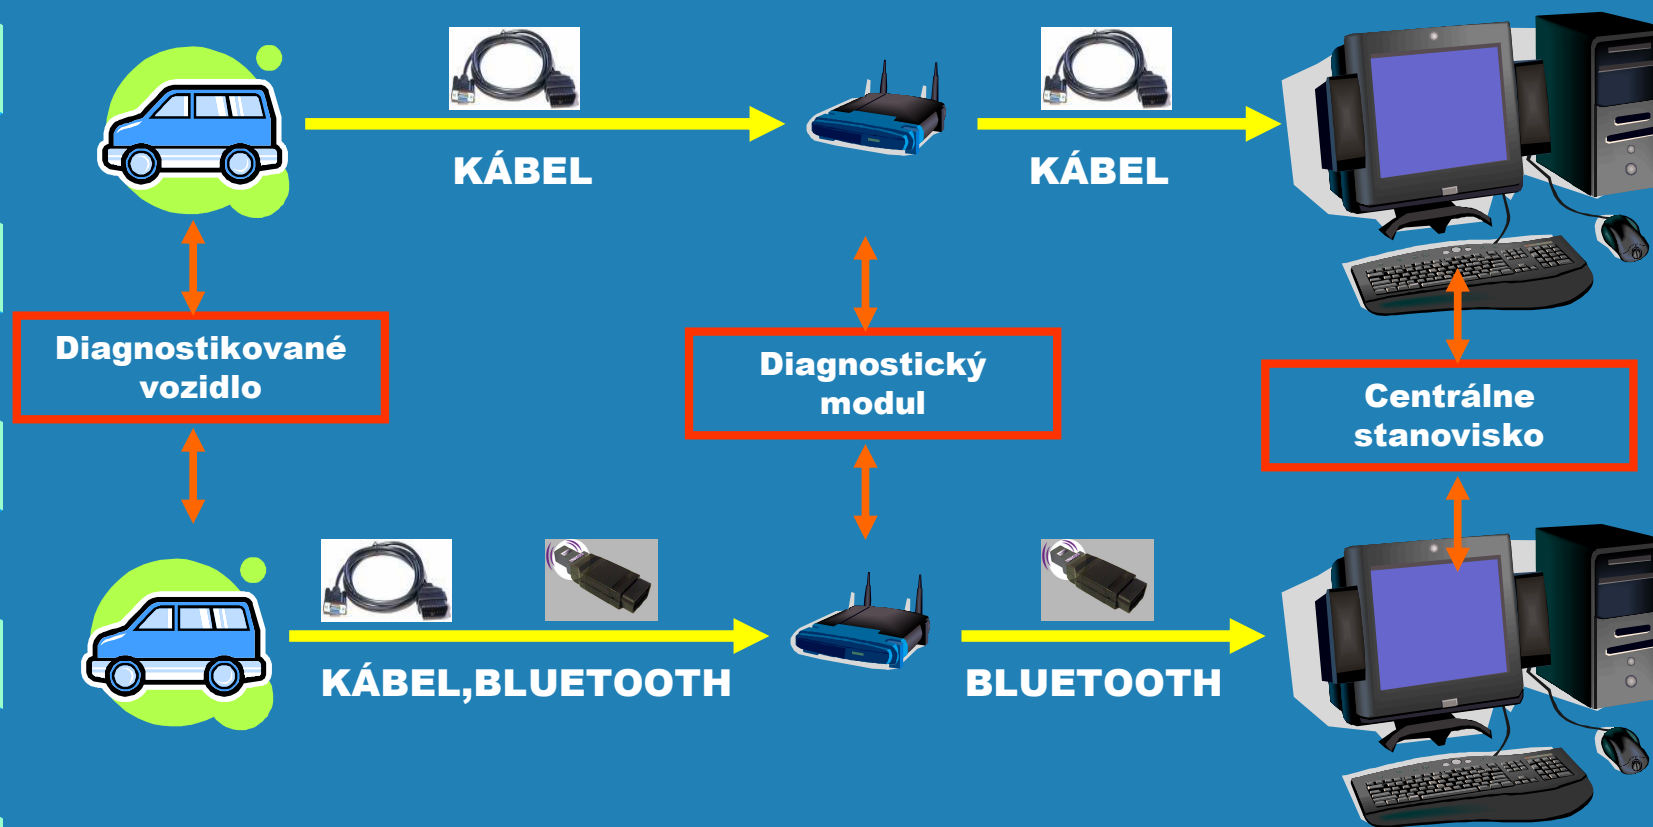 KÁBEL
KÁBEL
Diagnostikované
vozidlo
Diagnostický
modul
Centrálne
stanovisko
KÁBEL,BLUETOOTH
BLUETOOTH